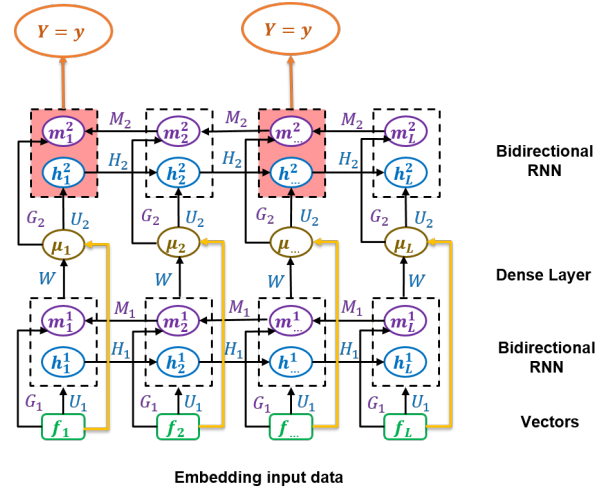 Y = y Y = y
M₂ M₂ M₂
m₁² m₂² m...² m_L²
Bidirectional
RNN
H₂ H₂ H₂
h₁² h₂² h...² h_L²
G₂ U₂ G₂ U₂ G₂ U₂ G₂ U₂
μ₁ μ₂ μ... μ_L
W W W W
Dense Layer
M₁ M₁ M₁
m₁¹ m₂¹ m...¹ m_L¹
Bidirectional
RNN
H₁ H₁ H₁
h₁¹ h₂¹ h...¹ h_L¹
G₁ U₁ G₁ U₁ G₁ U₁ G₁ U₁
f₁ f₂ f... f_L
Vectors
Embedding input data